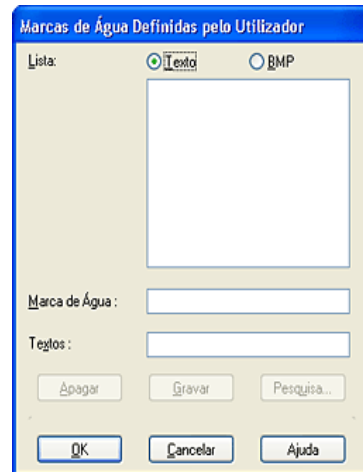 Marcas de Água Definidas pelo Utilizador
Lista: Texto BMP
Marca de Água :
Textos :
Apagar Gravar Pesquisa...
OK Cancelar Ajuda